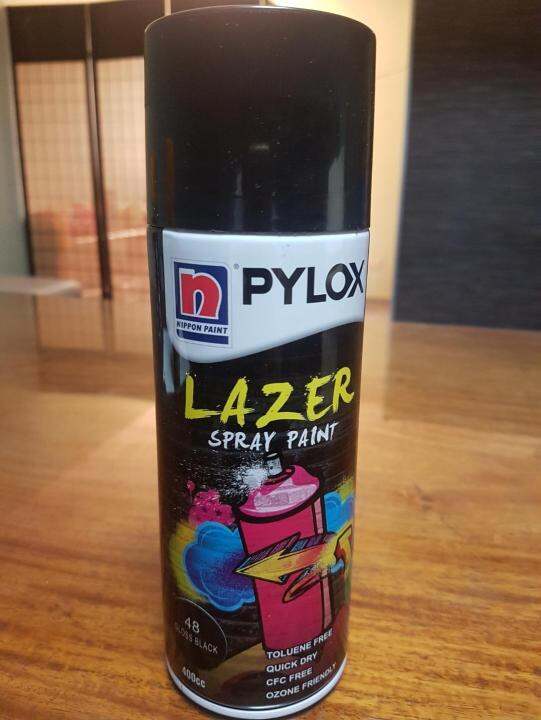 n
NIPPON PAINT
® PYLOX
LAZER
SPRAY PAINT
48
GLOSS BLACK
400cc
TOLUENE FREE
QUICK DRY
CFC FREE
OZONE FRIENDLY